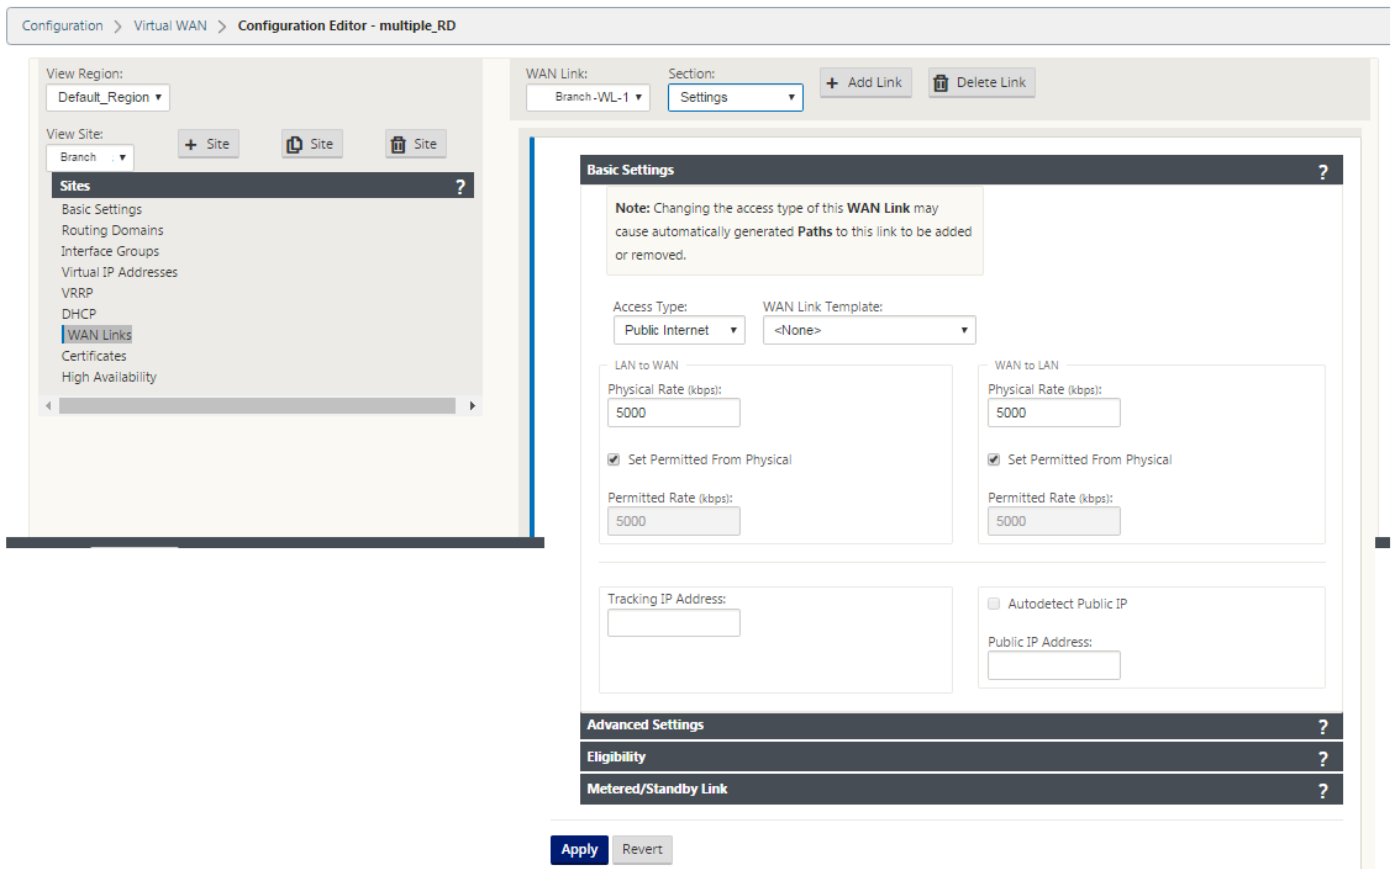 Configuration > Virtual WAN > Configuration Editor - multiple_RD
View Region:
Default_Region
View Site:
Branch
+ Site
Site
Site
Sites ?
Basic Settings
Routing Domains
Interface Groups
Virtual IP Addresses
VRRP
DHCP
WAN Links
Certificates
High Availability
WAN Link: Section:
Branch-WL-1 Settings + Add Link Delete Link
Basic Settings ?
Note: Changing the access type of this WAN Link may
cause automatically generated Paths to this link to be added
or removed.
Access Type: WAN Link Template:
Public Internet <None>
LAN to WAN
Physical Rate (kbps):
5000
Set Permitted From Physical
Permitted Rate (kbps):
5000
WAN to LAN
Physical Rate (kbps):
5000
Set Permitted From Physical
Permitted Rate (kbps):
5000
Tracking IP Address:
Autodetect Public IP
Public IP Address:
Advanced Settings ?
Eligibility ?
Metered/Standby Link ?
Apply Revert